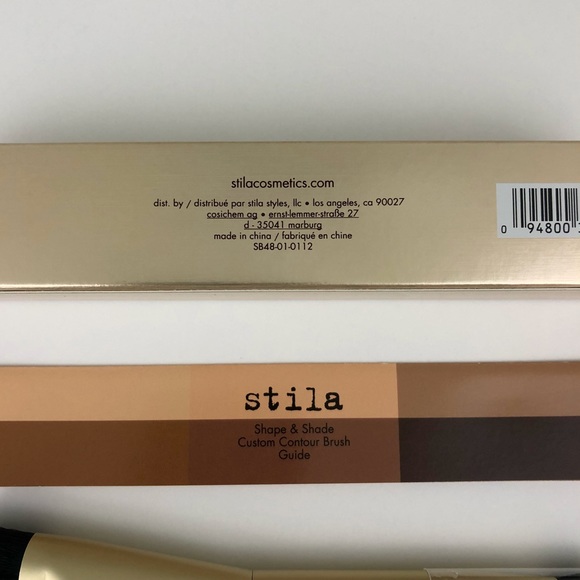 stilacosmetics.com
dist. by / distribué par stila styles, llc • los angeles, ca 90027
cosichem ag • ernst-lemmer-straße 27
d - 35041 marburg
made in china / fabriqué en chine
SB48-01-0112
0 94800
stila
Shape & Shade
Custom Contour Brush
Guide